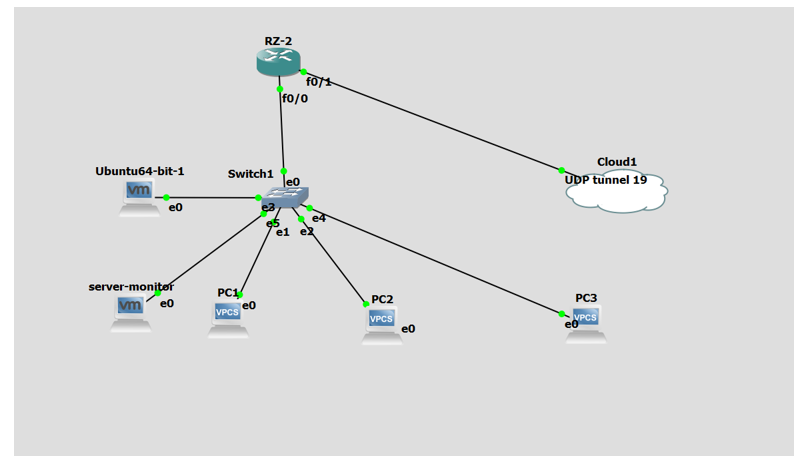 RZ-2
f0/1
f0/0
Cloud1
UDP tunnel 19
Ubuntu64-bit-1
Switch1
e0
vm
e0
e3
e4
e5
e1
e2
server-monitor
vm
e0
PC1
e0
VPCS
PC2
VPCS
e0
PC3
e0
VPCS